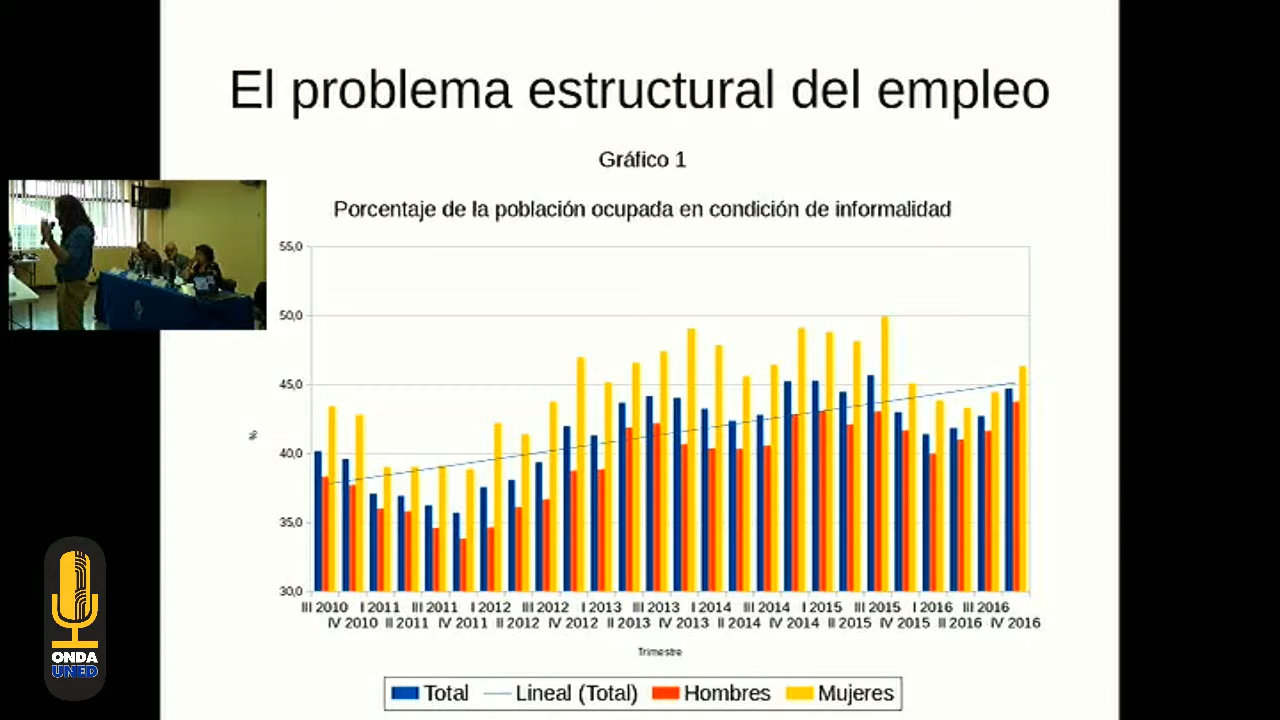 El problema estructural del empleo
Gráfico 1
Porcentaje de la población ocupada en condición de informalidad
55,0
50,0
45,0
%
40,0
35,0
30,0
III 2010 I 2011 III 2011 I 2012 III 2012 I 2013 III 2013 I 2014 III 2014 I 2015 III 2015 I 2016 III 2016
IV 2010 II 2011 IV 2011 II 2012 IV 2012 II 2013 IV 2013 II 2014 IV 2014 II 2015 IV 2015 II 2016 IV 2016
Trimestre
Total Lineal (Total) Hombres Mujeres
ONDA
UNED